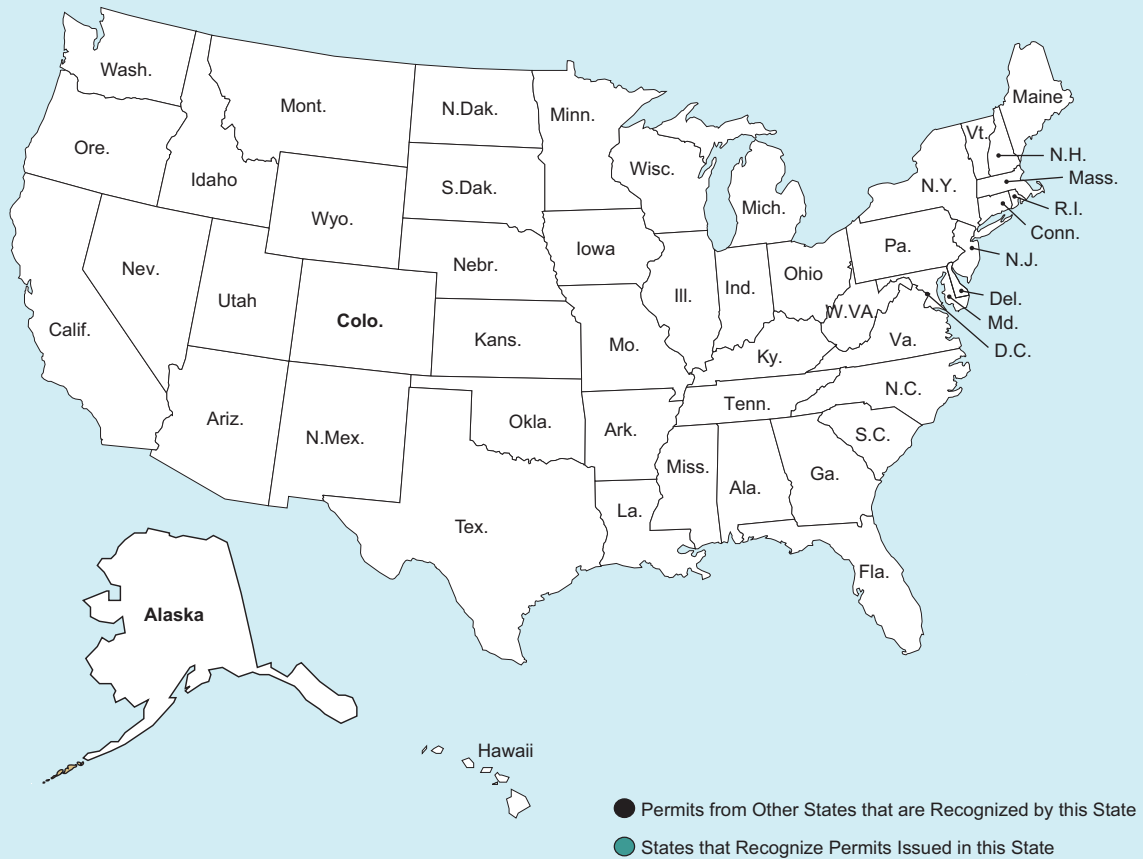 Wash.
Mont.
N.Dak.
Minn.
Maine
Ore.
Idaho
S.Dak.
Wisc.
Vt.
N.H.
Wyo.
Mich.
N.Y.
Mass.
R.I.
Conn.
Nev.
Utah
Nebr.
Iowa
Ill.
Ind.
Ohio
Pa.
N.J.
Calif.
Colo.
Kans.
Mo.
W.VA.
Del.
Md.
D.C.
Ky.
Va.
Ariz.
N.Mex.
Okla.
Ark.
Tenn.
N.C.
S.C.
Tex.
La.
Miss.
Ala.
Ga.
Fla.
Alaska
Hawaii
Permits from Other States that are Recognized by this State
States that Recognize Permits Issued in this State